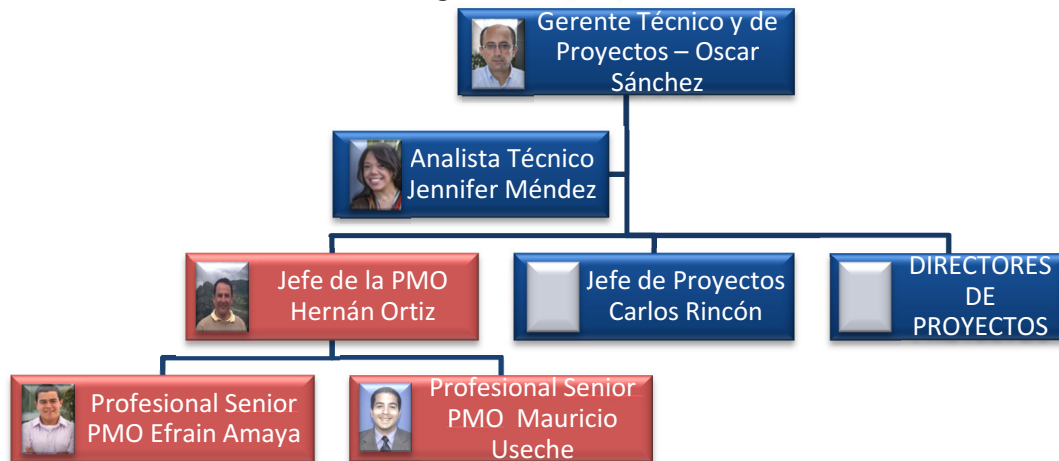 Gerente Técnico y de
Proyectos – Oscar
Sánchez
Analista Técnico
Jennifer Méndez
Jefe de la PMO
Hernán Ortiz
Jefe de Proyectos
Carlos Rincón
DIRECTORES
DE
PROYECTOS
Profesional Senior
PMO Efrain Amaya
Profesional Senior
PMO Mauricio
Useche